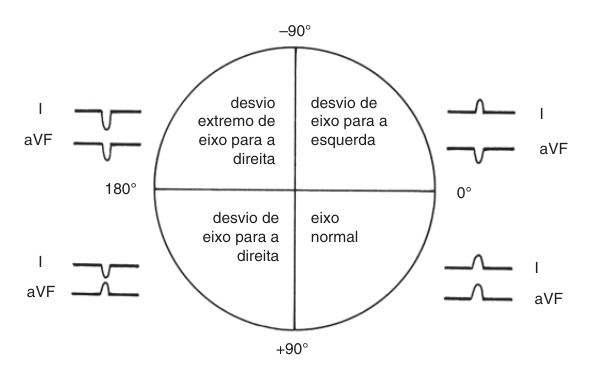 –90°
I
aVF
desvio
extremo de
eixo para a
direita
desvio de
eixo para a
esquerda
I
aVF
180°
0°
desvio de
eixo para a
direita
eixo
normal
I
aVF
I
aVF
+90°